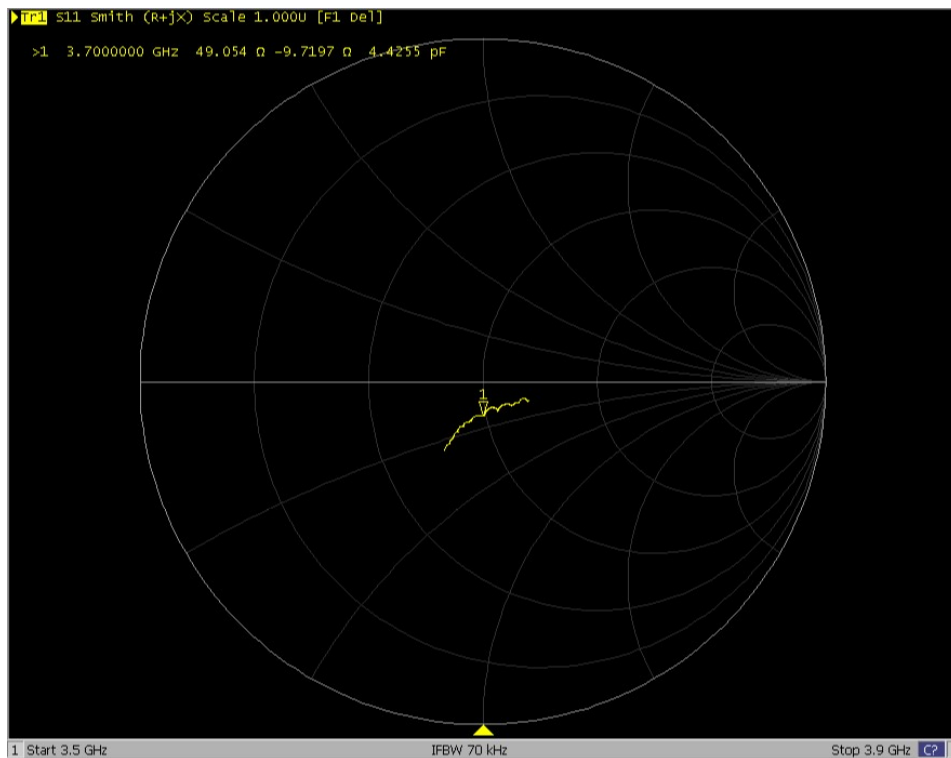 Tr1 S11 Smith (R+jX) Scale 1.000U [F1 Del]
>1 3.7000000 GHz 49.054 Ω -9.7197 Ω 4.4255 pF
1
1 Start 3.5 GHz IFBW 70 kHz Stop 3.9 GHz C?